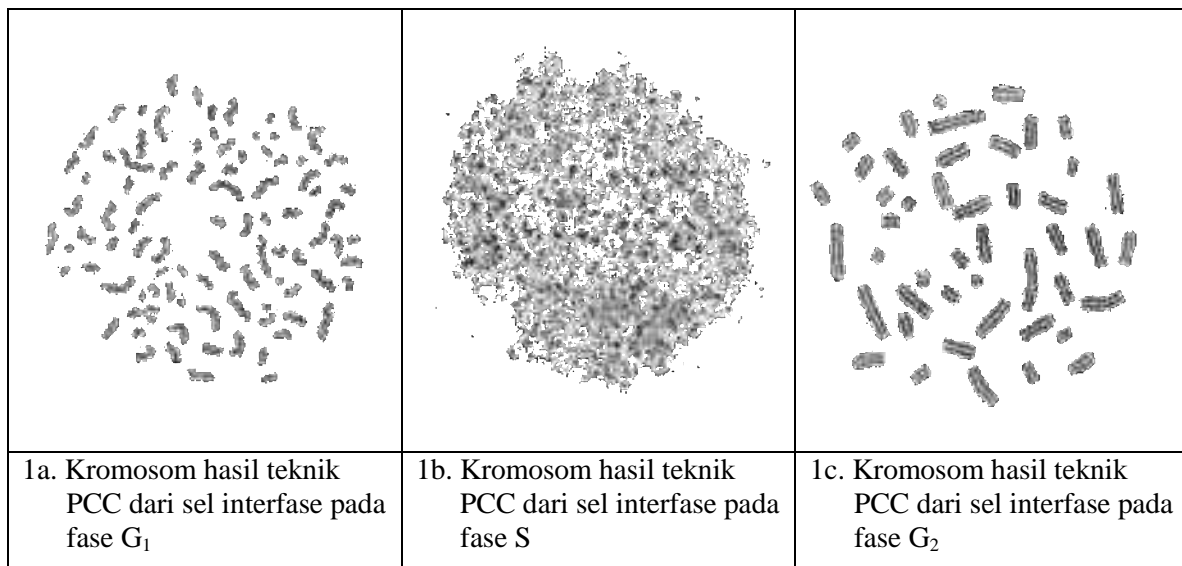 1a. Kromosom hasil teknik
PCC dari sel interfase pada
fase G₁
1b. Kromosom hasil teknik
PCC dari sel interfase pada
fase S
1c. Kromosom hasil teknik
PCC dari sel interfase pada
fase G₂